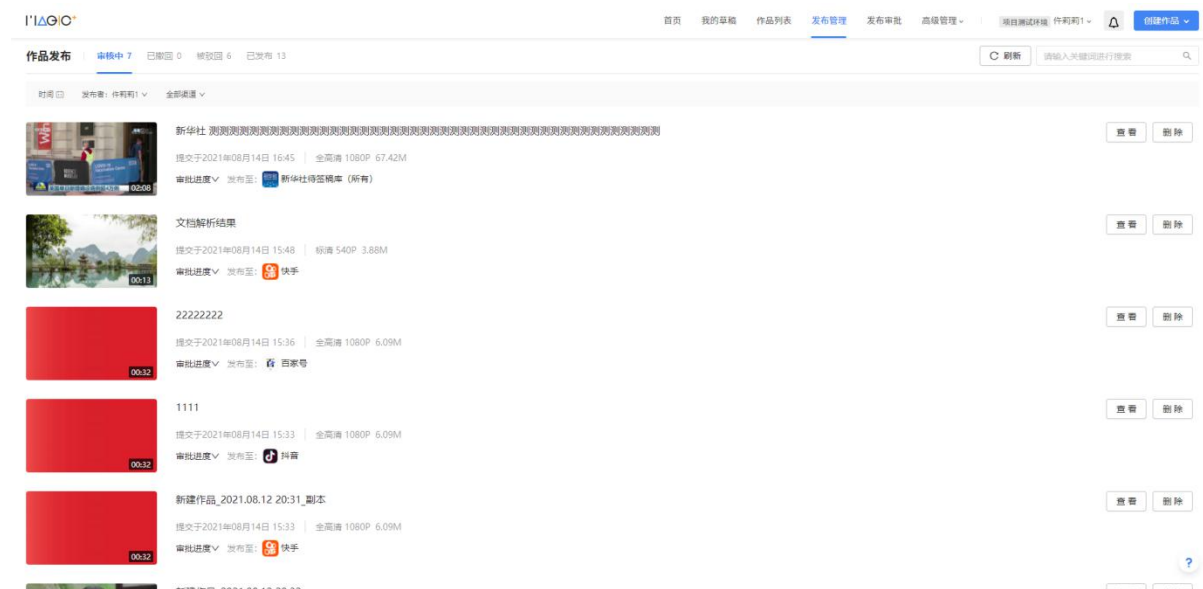 MAGIC+
首页 我的草稿 作品列表 发布管理 发布审批 高级管理 项目测试环境 仵莉莉1 创建作品
作品发布 审核中 7 已撤回 0 被驳回 6 已发布 13 刷新 请输入关键词进行搜索
时间 发布者: 仵莉莉1 全部渠道
新华社 测测测测测测测测测测测测测测测测测测测测测测测测测测测测测测测测测测测测测测测测测测测测测 查看 删除
提交于2021年08月14日 16:45 全高清 1080P 67.42M
02:08
审批进度 发布至: 新华社待签稿库（所有）
文档解析结果 查看 删除
提交于2021年08月14日 15:48 标清 540P 3.88M
00:13
审批进度 发布至: 快手
22222222 查看 删除
提交于2021年08月14日 15:36 全高清 1080P 6.09M
审批进度 发布至: 百家号
00:32
1111 查看 删除
提交于2021年08月14日 15:33 全高清 1080P 6.09M
审批进度 发布至: 抖音
00:32
新建作品_2021.08.12 20:31_副本 查看 删除
提交于2021年08月14日 15:33 全高清 1080P 6.09M
审批进度 发布至: 快手
00:32
?